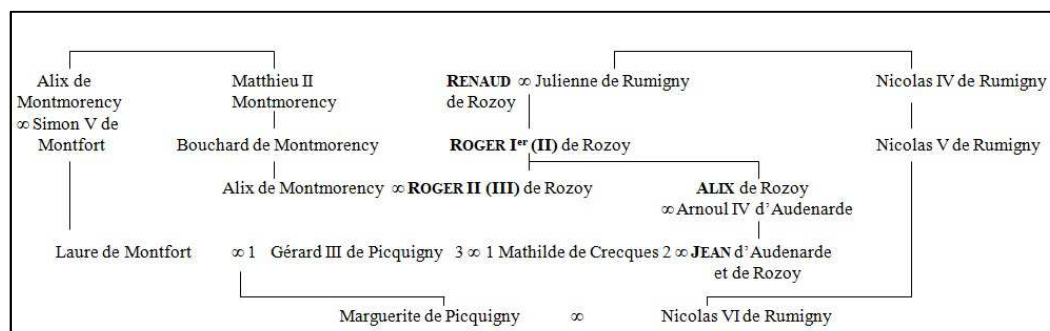 Alix de Montmorency ∞ Simon V de Montfort
Matthieu II Montmorency
RENAUD ∞ Julienne de Rumigny
de Rozoy
Nicolas IV de Rumigny
Bouchard de Montmorency
ROGER Iᵉʳ (II) de Rozoy
Nicolas V de Rumigny
Alix de Montmorency ∞ ROGER II (III) de Rozoy
ALIX de Rozoy
∞ Arnoul IV d’Audenarde
Laure de Montfort ∞ 1 Gérard III de Picquigny 3 ∞ 1 Mathilde de Crecques 2 ∞ JEAN d’Audenarde
et de Rozoy
Marguerite de Picquigny ∞ Nicolas VI de Rumigny